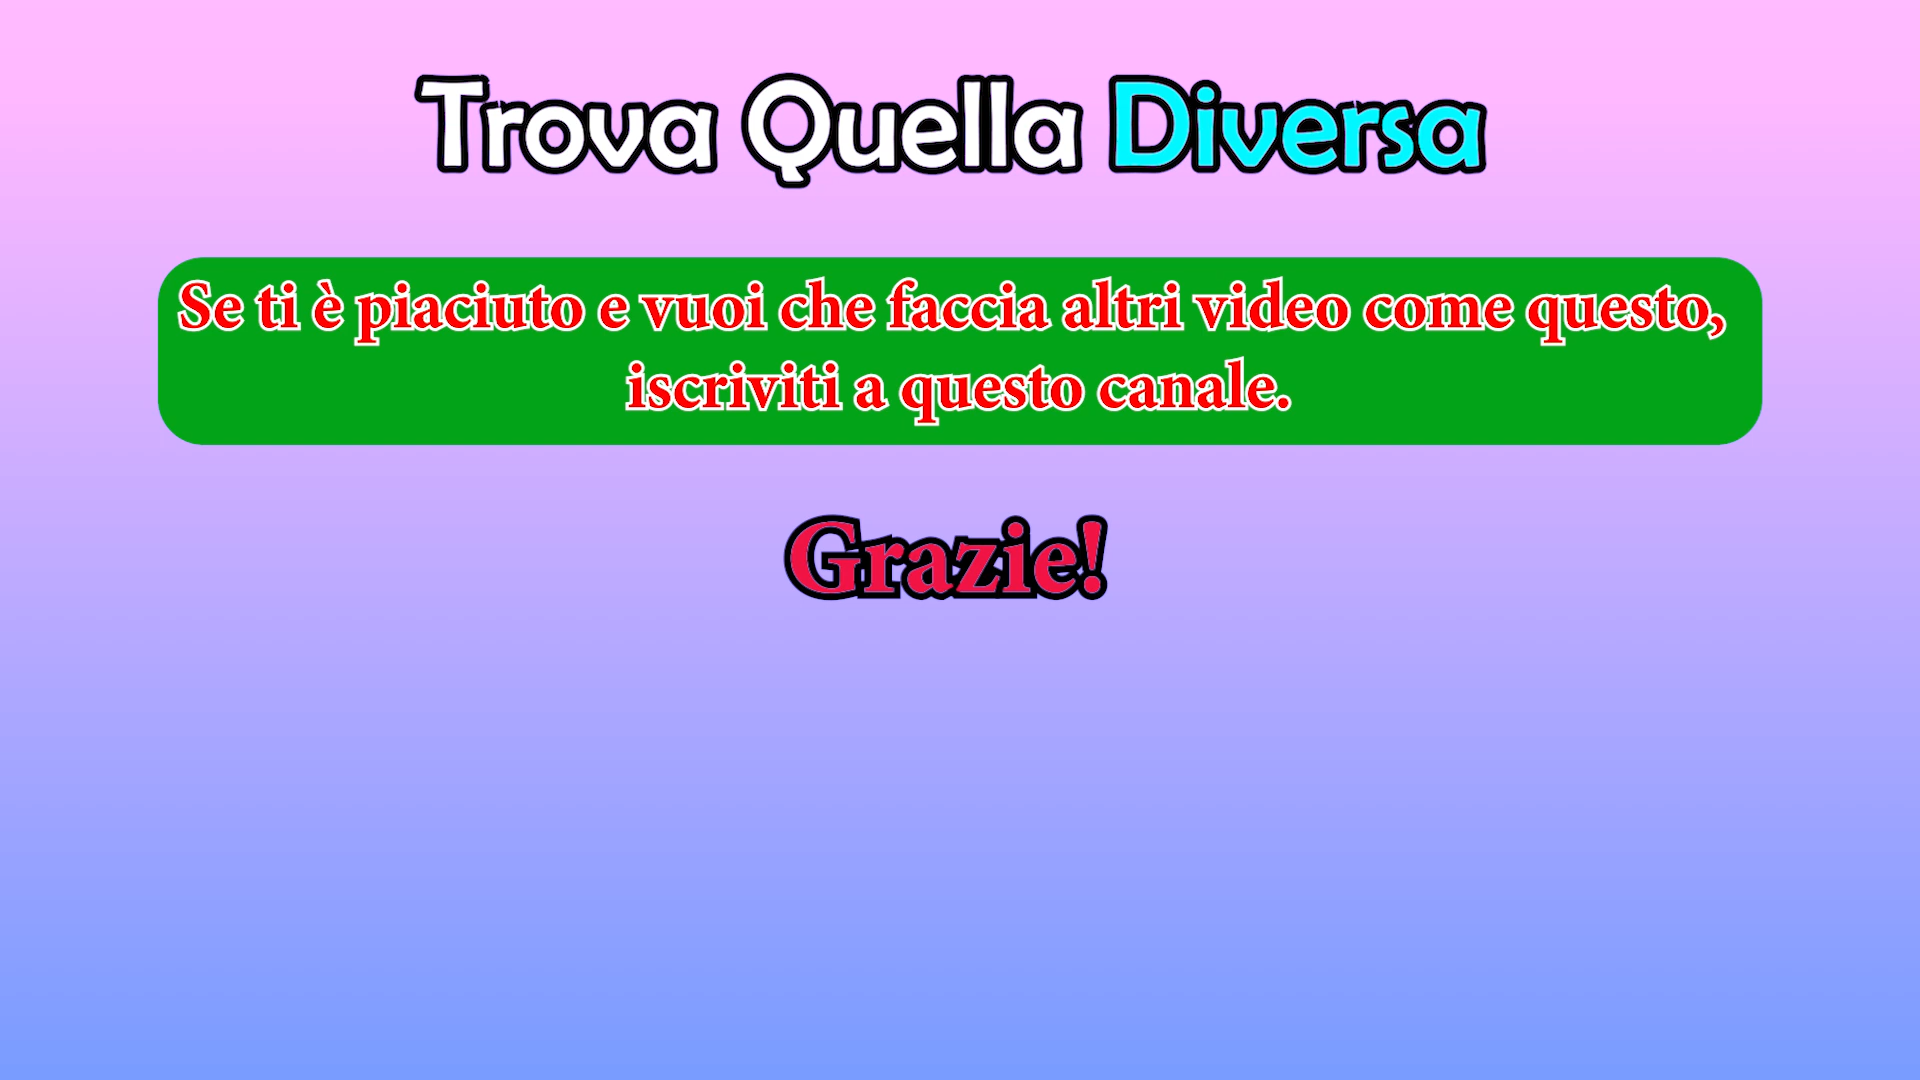 Trova Quella Diversa
Se ti è piaciuto e vuoi che faccia altri video come questo,
iscriviti a questo canale.
Grazie!